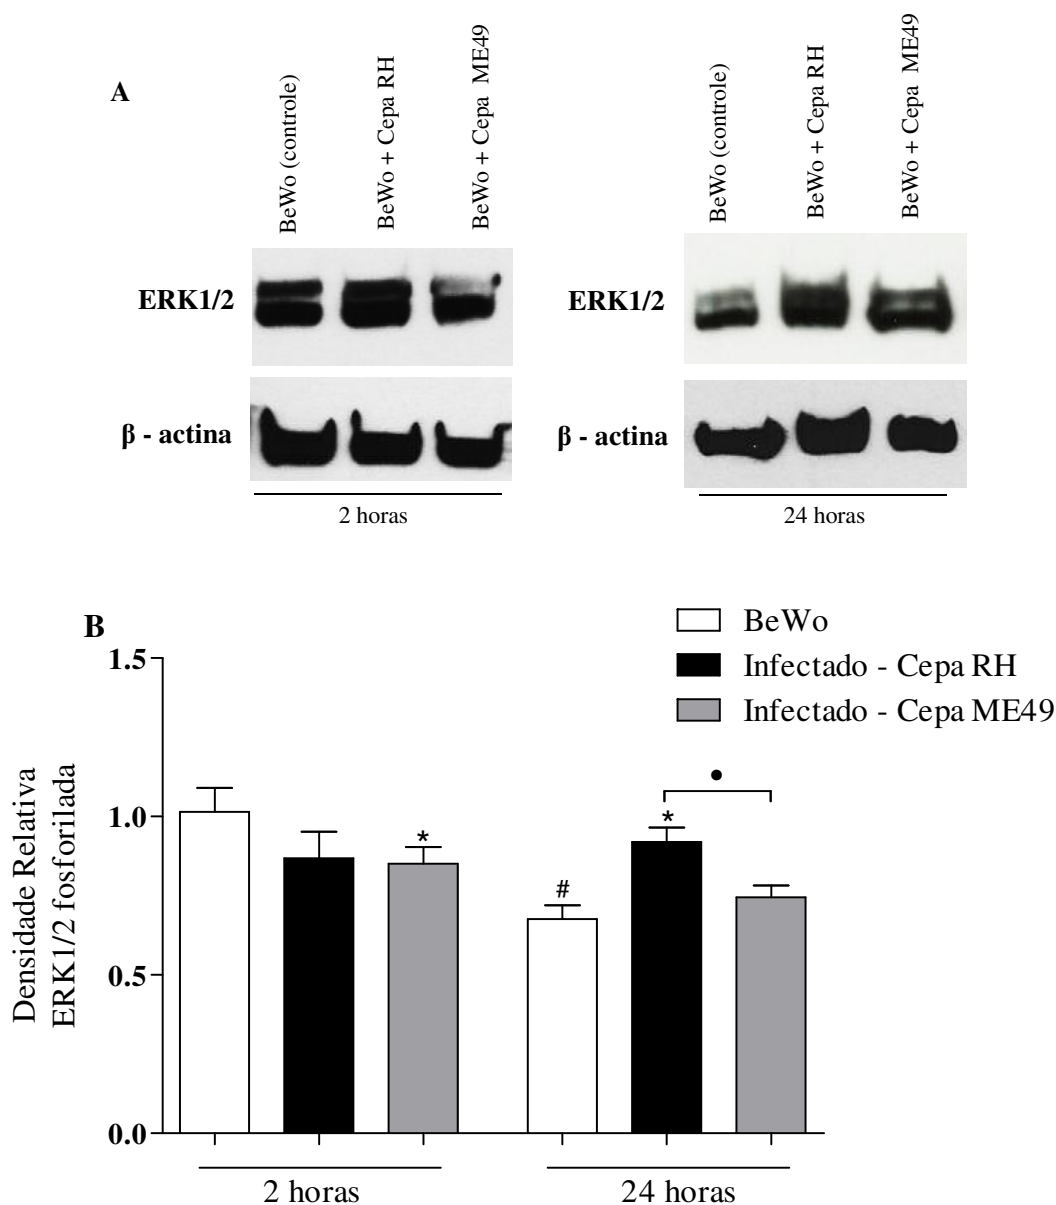 A
BeWo (controle)
BeWo + Cepa RH
BeWo + Cepa ME49
BeWo (controle)
BeWo + Cepa RH
BeWo + Cepa ME49
ERK1/2
ERK1/2
β - actina
β - actina
2 horas
24 horas
B
BeWo
Infectado - Cepa RH
Infectado - Cepa ME49
Densidade Relativa
ERK1/2 fosforilada
1.5
1.0
0.5
0.0
*
#
*
•
2 horas
24 horas